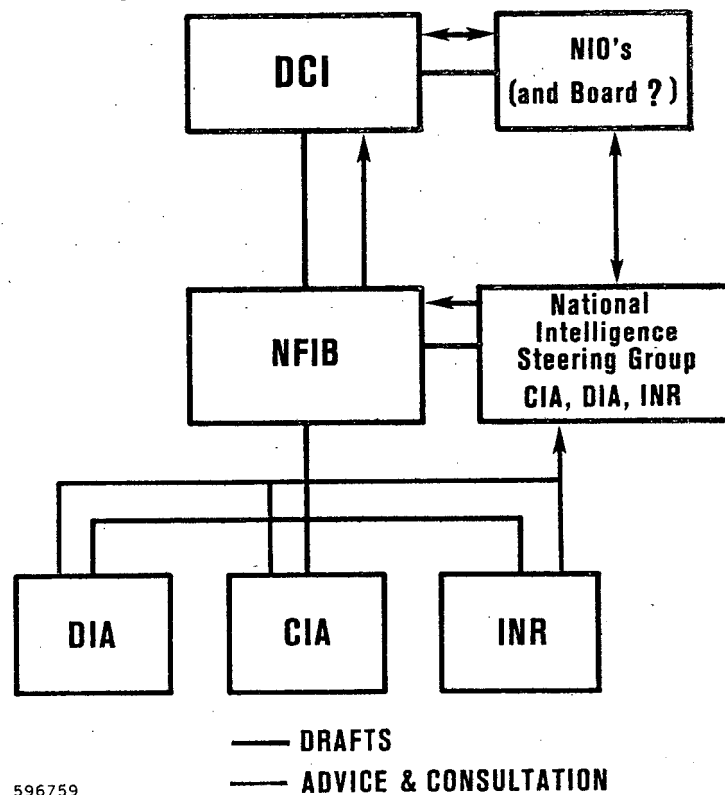 DCI
NIO's
(and Board ?)
NFIB
National
Intelligence
Steering Group
CIA, DIA, INR
DIA
CIA
INR
DRAFTS
ADVICE & CONSULTATION
596759